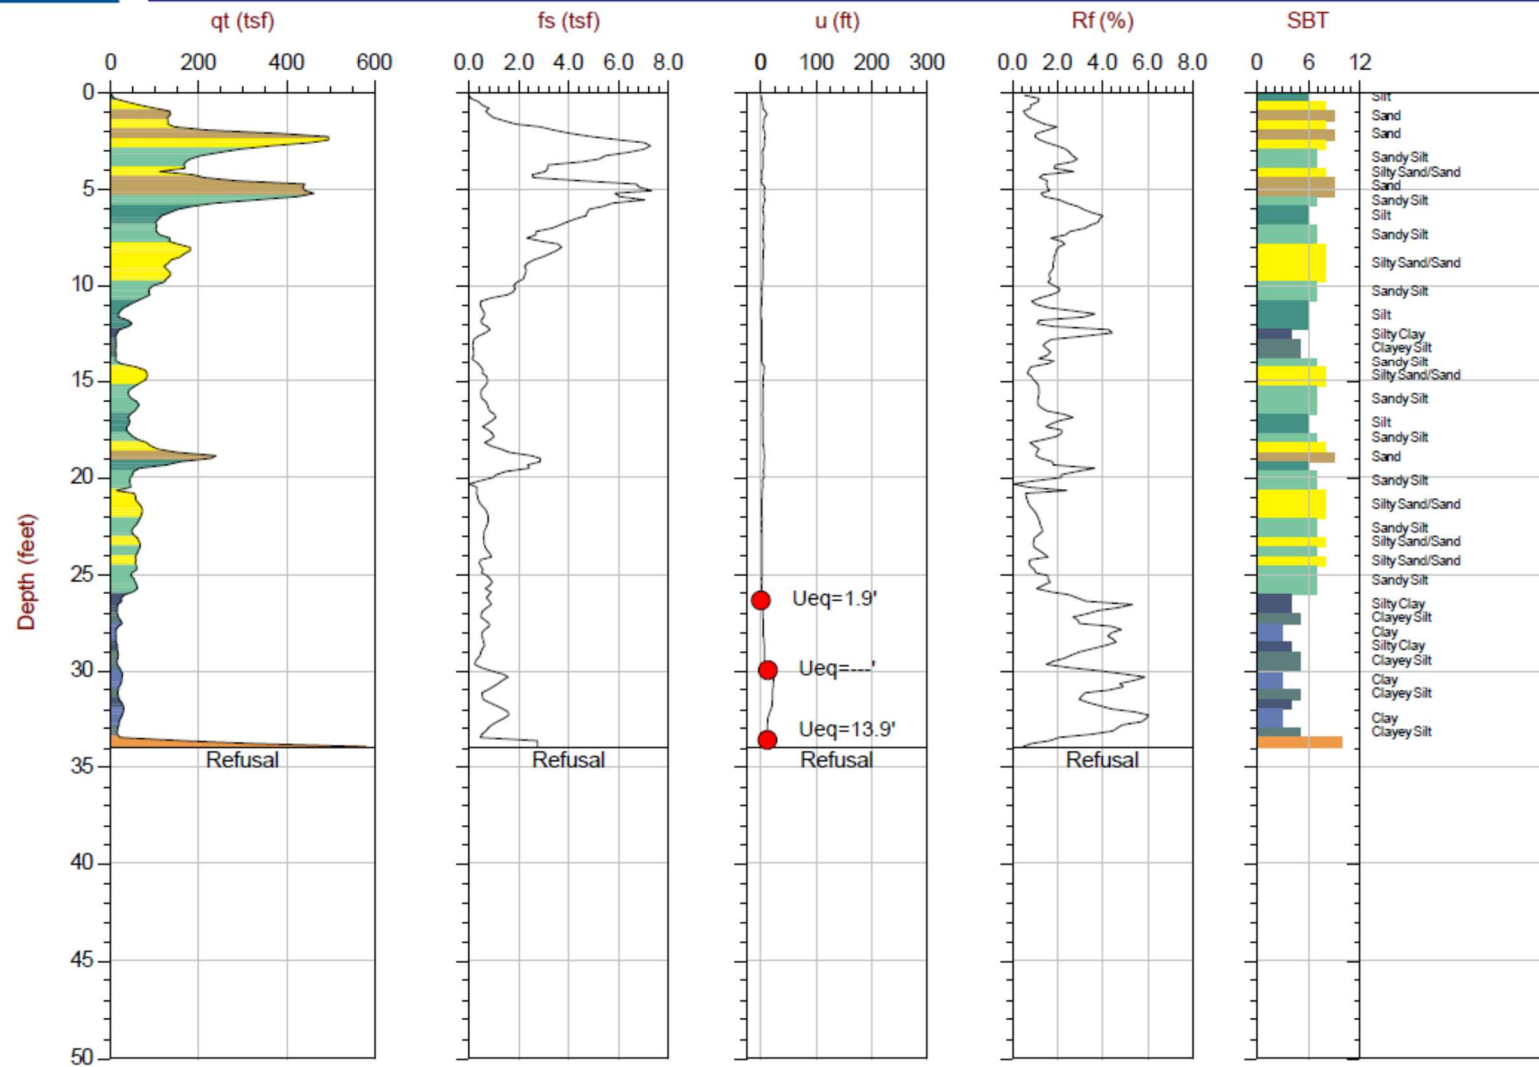 qt (tsf) fs (tsf) u (ft) Rf (%) SBT
0 200 400 600 0.0 2.0 4.0 6.0 8.0 0 100 200 300 0.0 2.0 4.0 6.0 8.0 0 6 12
0
Silt
Sand
Sand
Sandy Silt
Silty Sand/Sand
5
Sand
Sandy Silt
Silt
Sandy Silt
Silty Sand/Sand
10
Sandy Silt
Silt
Silty Clay
Clayey Silt
Sandy Silt
15
Silty Sand/Sand
Sandy Silt
Silt
Sandy Silt
Sand
20
Sandy Silt
Silty Sand/Sand
Sandy Silt
Silty Sand/Sand
Silty Sand/Sand
25
Sandy Silt
Ueq=1.9'
Silty Clay
Clayey Silt
Clay
Silty Clay
Clayey Silt
30
Ueq=---'
Clay
Clayey Silt
Clay
Ueq=13.9'
Clayey Silt
Refusal Refusal Refusal Refusal
35
40
45
50
Depth (feet)